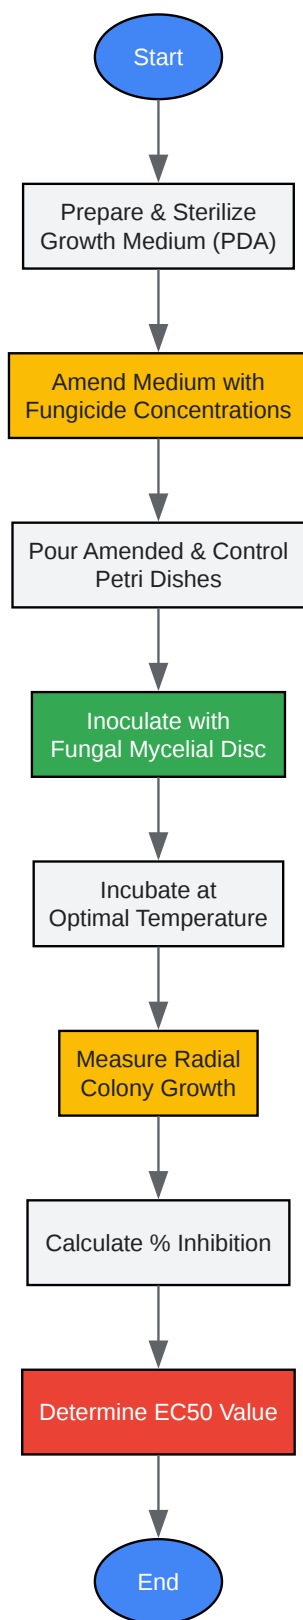 Start
Prepare & Sterilize
Growth Medium (PDA)
Amend Medium with
Fungicide Concentrations
Pour Amended & Control
Petri Dishes
Inoculate with
Fungal Mycelial Disc
Incubate at
Optimal Temperature
Measure Radial
Colony Growth
Calculate % Inhibition
Determine EC50 Value
End